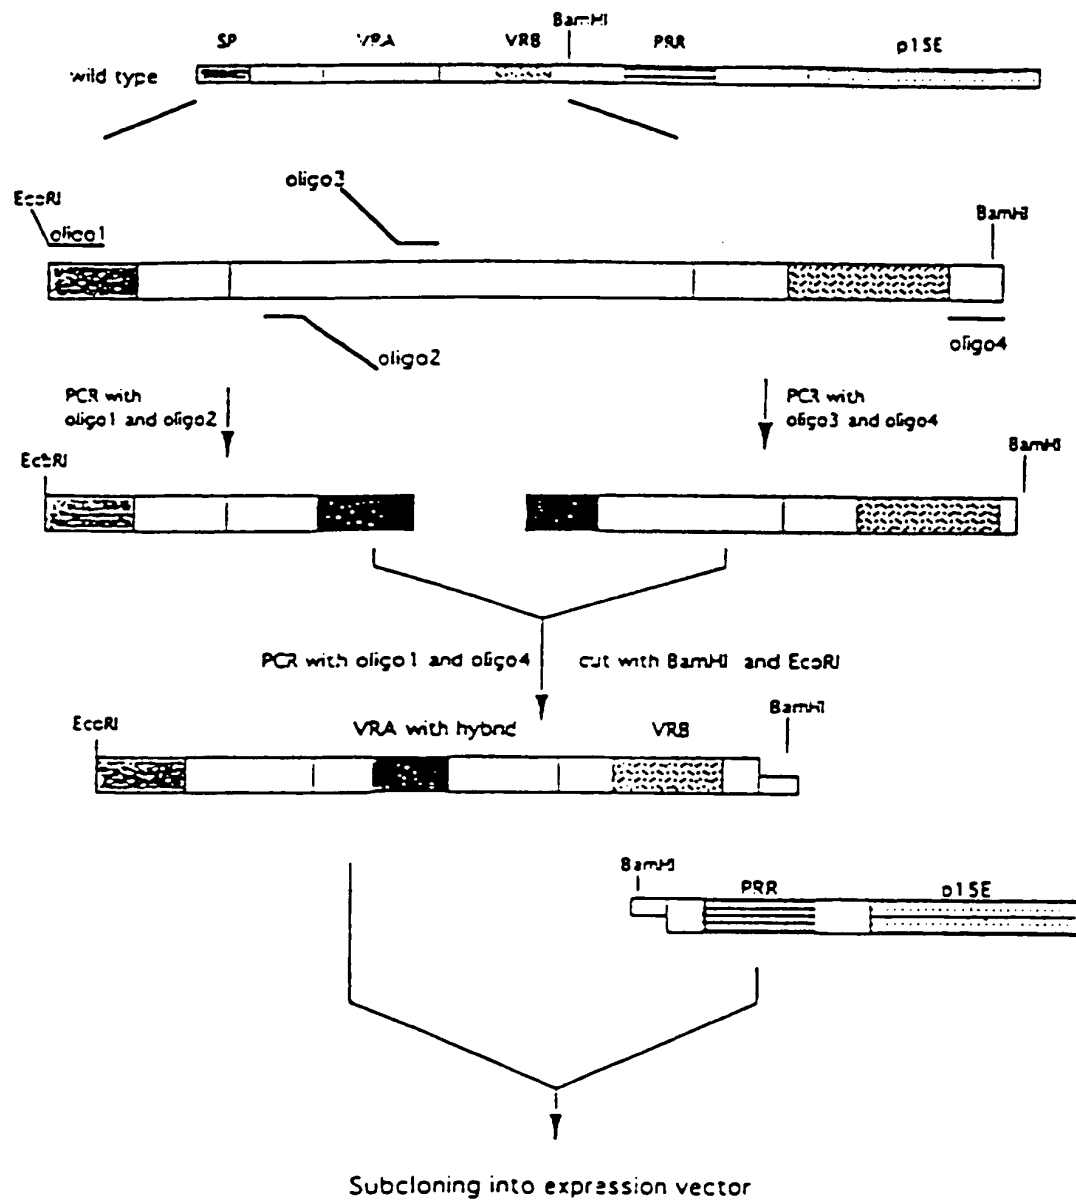 BamHI
SP VRA VRB PRR p15E
wild type
oligo3
EcoRI
BamHI
oligo1
oligo2
oligo4
PCR with
oligo1 and oligo2
PCR with
oligo3 and oligo4
EcoRI
BamHI
PCR with oligo1 and oligo4
cut with BamHI and EcoRI
EcoRI
VRA with hybrid
VRB
BamHI
BamHI
PRR
p15E
Subcloning into expression vector